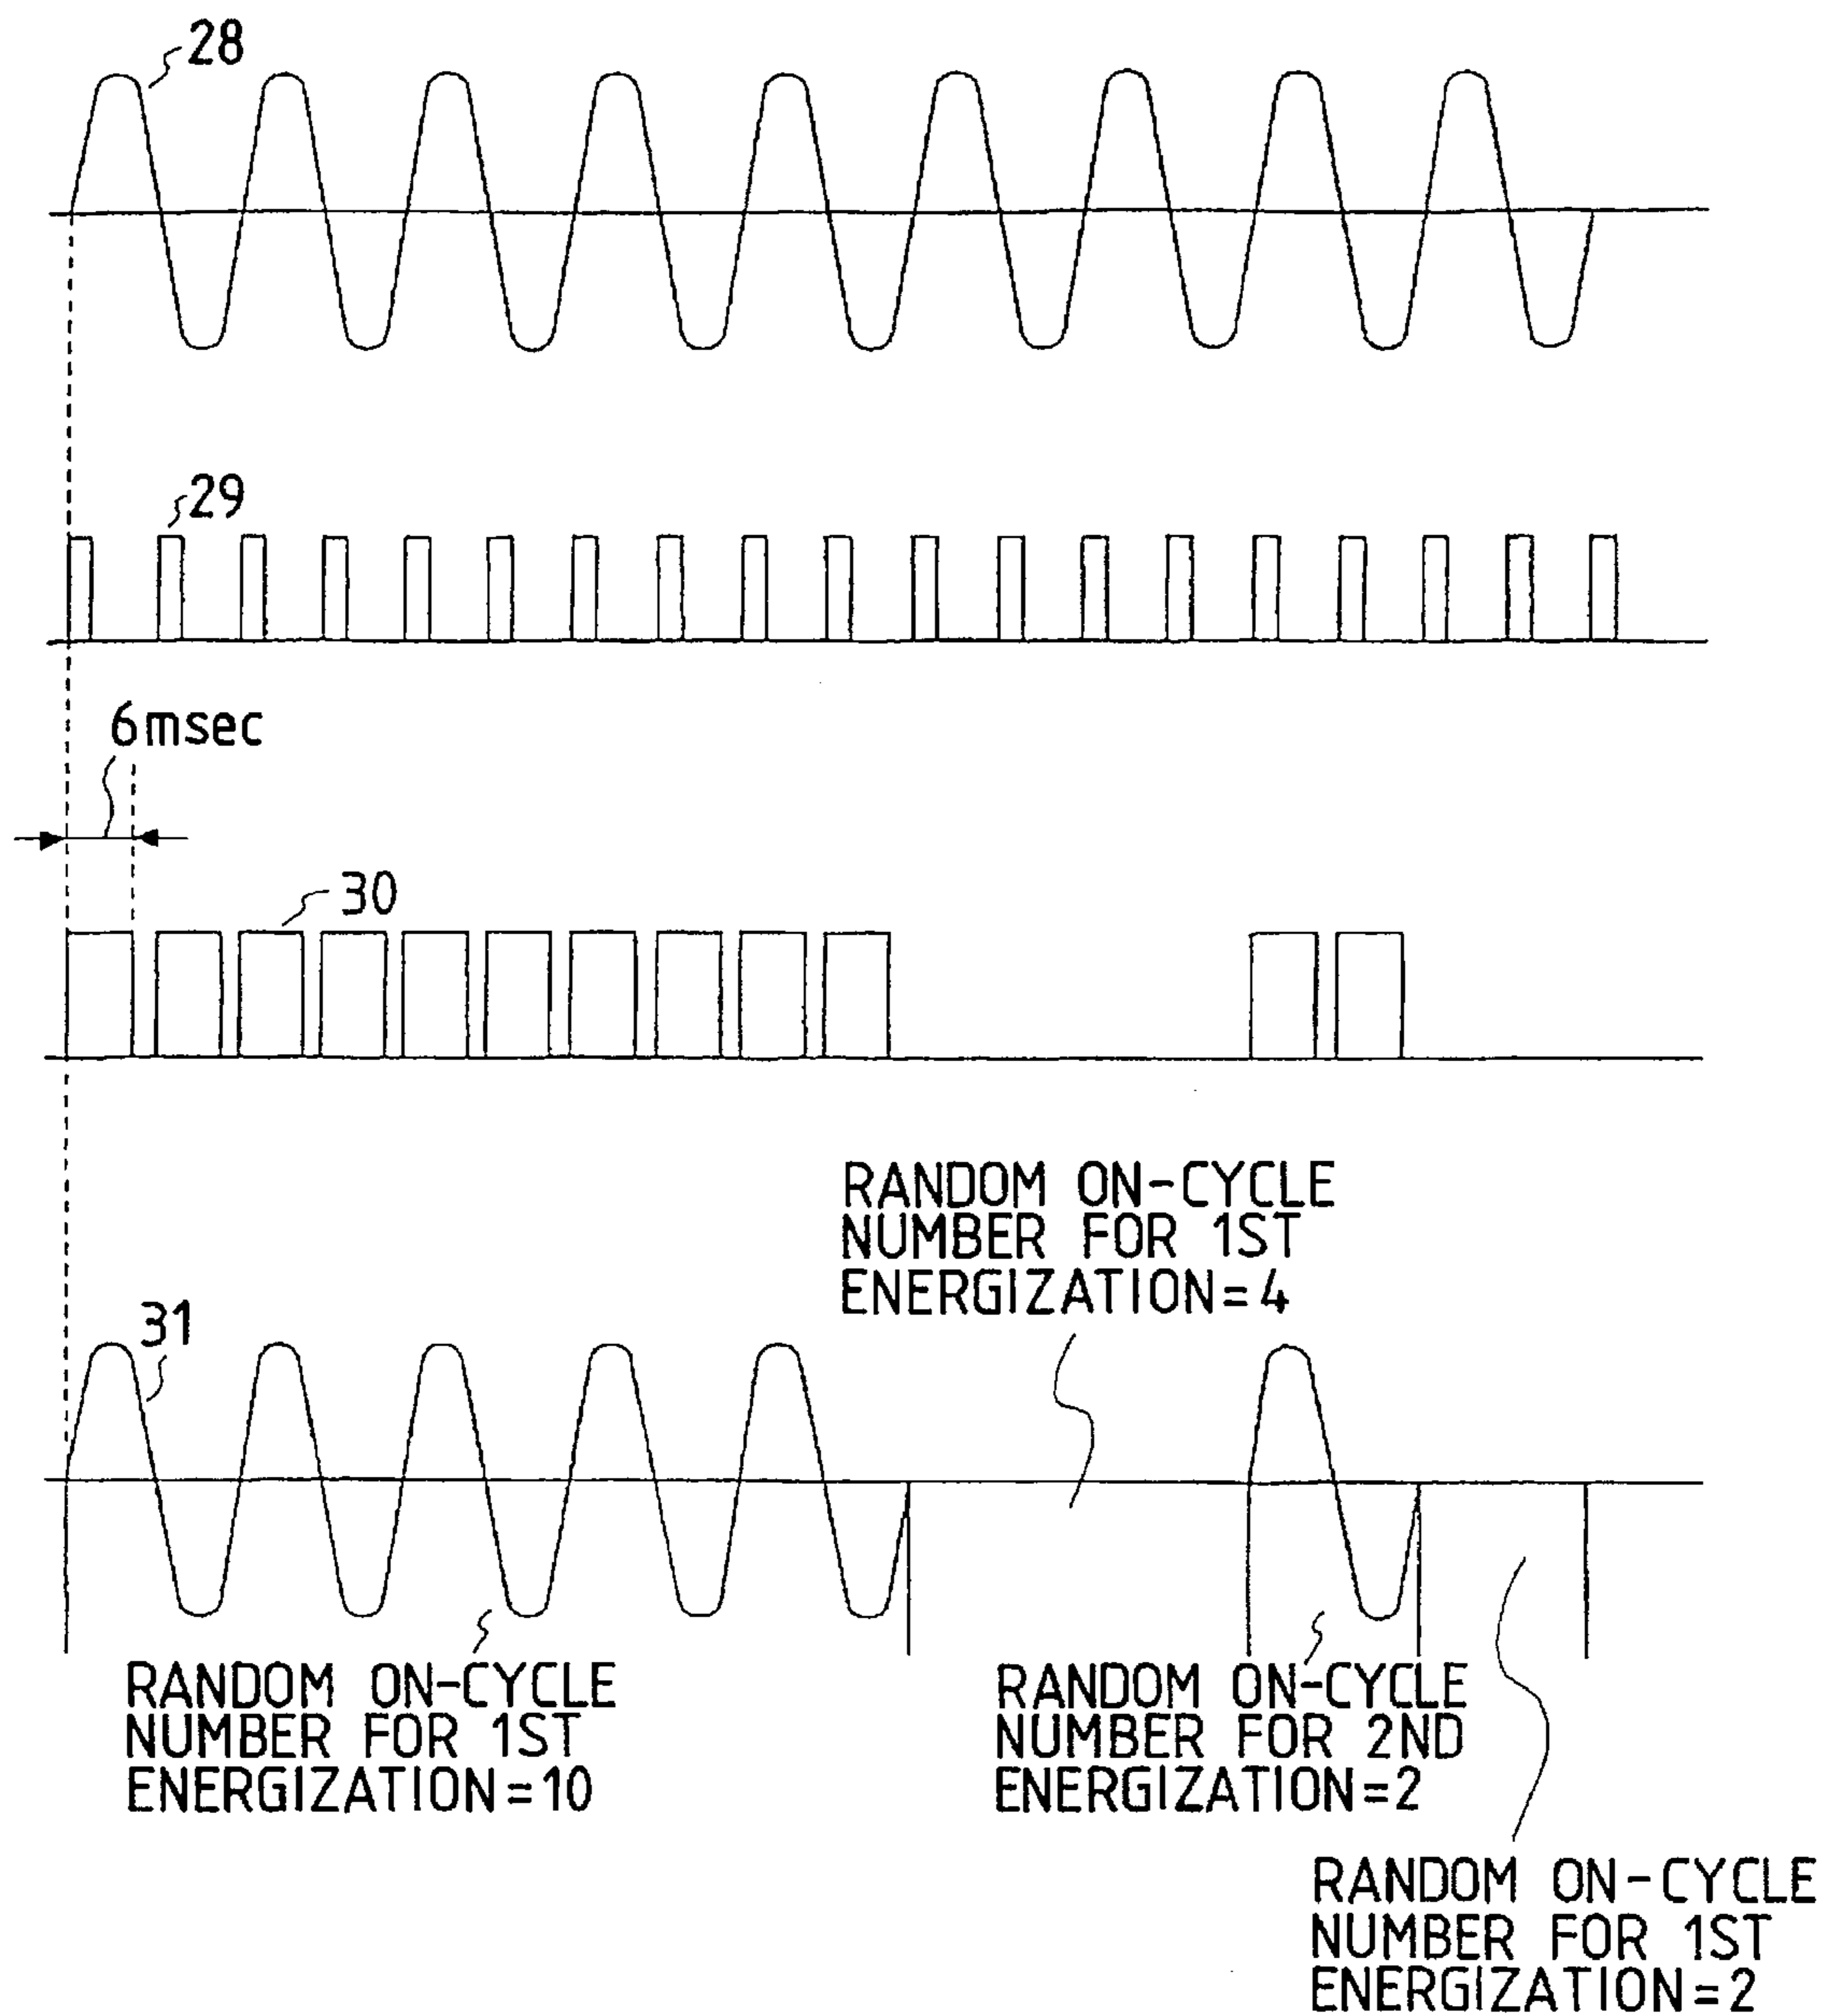 28
29
6msec
30
RANDOM ON-CYCLE
NUMBER FOR 1ST
ENERGIZATION=4
31
RANDOM ON-CYCLE
NUMBER FOR 1ST
ENERGIZATION=10
RANDOM ON-CYCLE
NUMBER FOR 2ND
ENERGIZATION=2
RANDOM ON-CYCLE
NUMBER FOR 1ST
ENERGIZATION=2